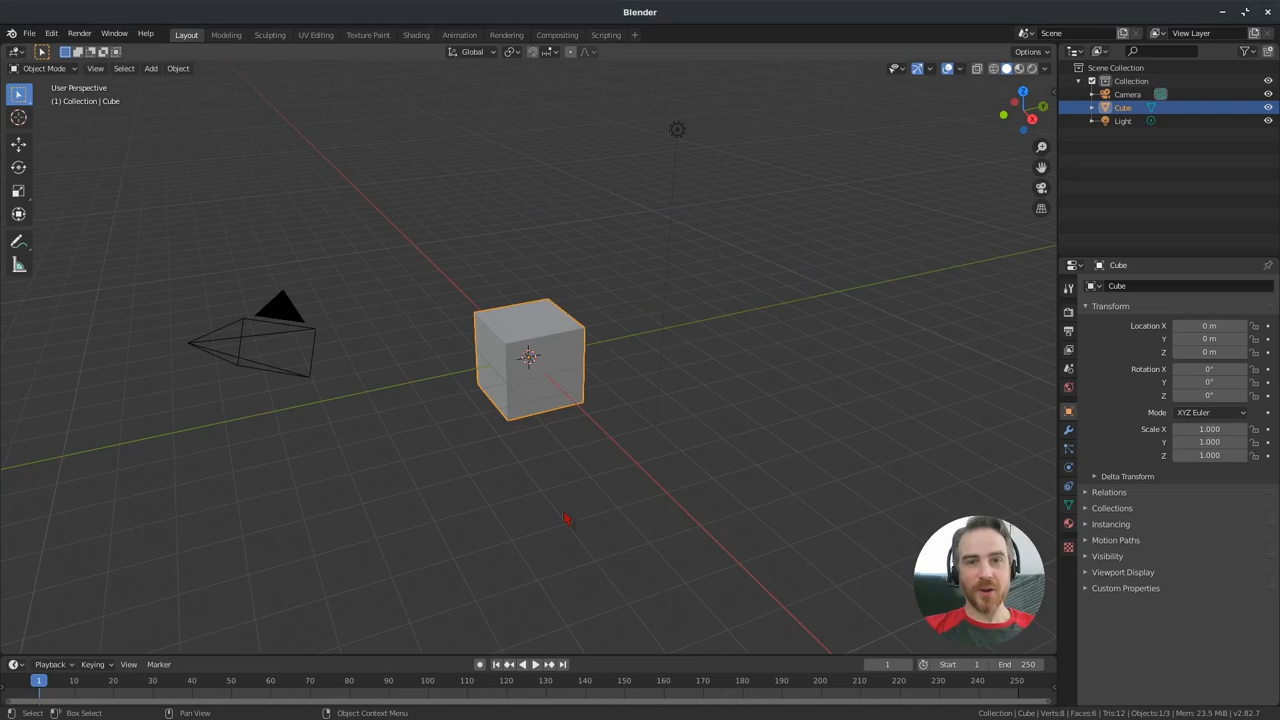 Blender
File Edit Render Window Help
Layout Modeling Sculpting UV Editing Texture Paint Shading Animation Rendering Compositing Scripting +
Scene
View Layer
Global
Options
Object Mode View Select Add Object
User Perspective
(1) Collection | Cube
Z
Y
X
Scene Collection
Collection
Camera
Cube
Light
Cube
Cube
Transform
Location X 0 m
Y 0 m
Z 0 m
Rotation X 0°
Y 0°
Z 0°
Mode XYZ Euler
Scale X 1.000
Y 1.000
Z 1.000
Delta Transform
Relations
Collections
Instancing
Motion Paths
Visibility
Viewport Display
Custom Properties
Playback Keying View Marker
1 Start 1 End 250
1 10 20 30 40 50 60 70 80 90 100 110 120 130 140 150 160 170 180 190 200 210 220 230 240 250
Select Box Select Pan View Object Context Menu
Collection | Cube | Verts:8 | Faces:6 | Tris:12 | Objects:1/3 | Mem: 23.5 MiB | v2.82.7